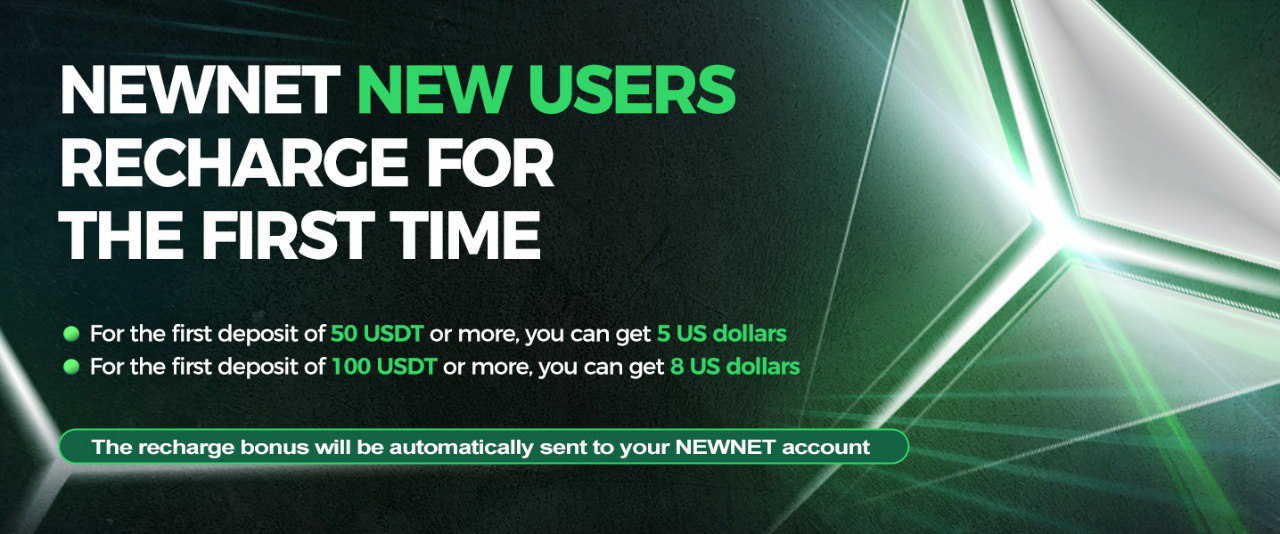 NEWNET NEW USERS
RECHARGE FOR
THE FIRST TIME
For the first deposit of 50 USDT or more, you can get 5 US dollars
For the first deposit of 100 USDT or more, you can get 8 US dollars
The recharge bonus will be automatically sent to your NEWNET account